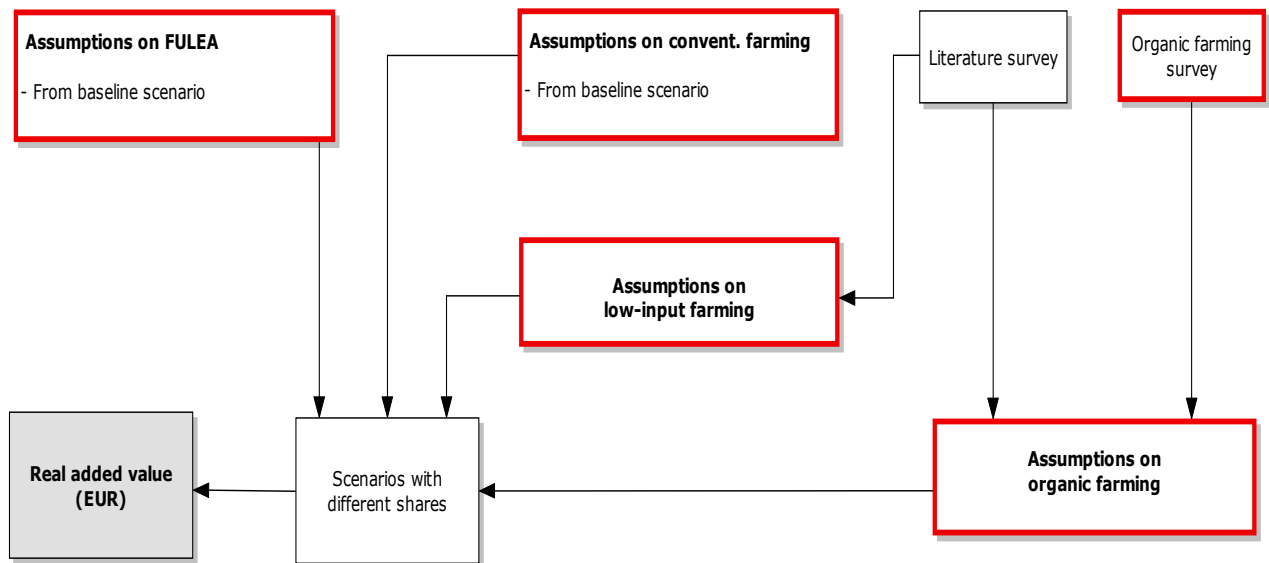 Assumptions on FULEA
- From baseline scenario
Assumptions on convent. farming
- From baseline scenario
Literature survey
Organic farming
survey
Assumptions on
low-input farming
Real added value
(EUR)
Scenarios with
different shares
Assumptions on
organic farming